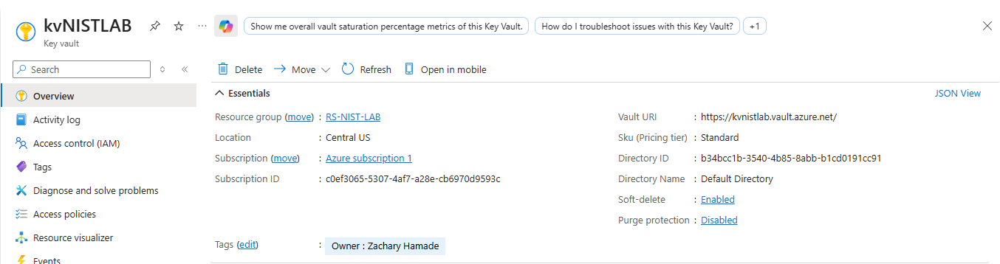 kvNISTLAB
Key vault
Show me overall vault saturation percentage metrics of this Key Vault.
How do I troubleshoot issues with this Key Vault?
+1
Search
Overview
Activity log
Access control (IAM)
Tags
Diagnose and solve problems
Access policies
Resource visualizer
Events
Delete
Move
Refresh
Open in mobile
Essentials
JSON View
Resource group (move) : RS-NIST-LAB
Location : Central US
Subscription (move) : Azure subscription 1
Subscription ID : c0ef3065-5307-4af7-a28e-cb6970d9593c
Vault URI : https://kvnistlab.vault.azure.net/
Sku (Pricing tier) : Standard
Directory ID : b34bcc1b-3540-4b85-8abb-b1cd0191cc91
Directory Name : Default Directory
Soft-delete : Enabled
Purge protection : Disabled
Tags (edit) : Owner : Zachary Hamade